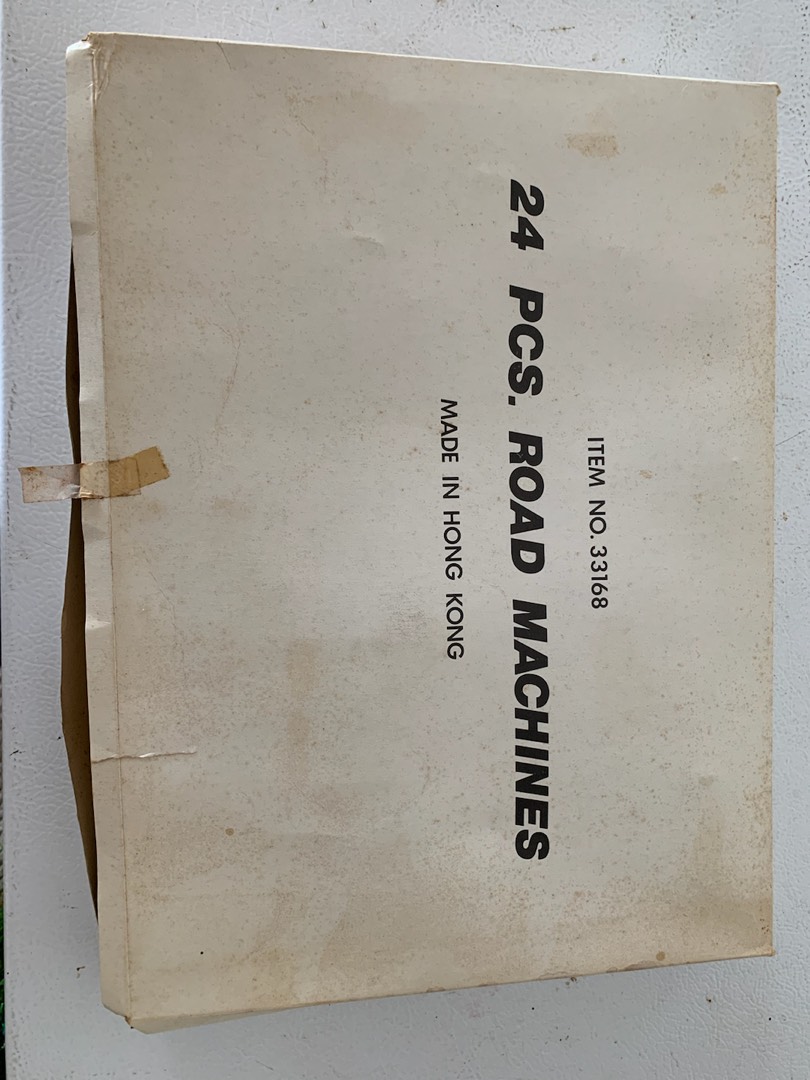 ITEM NO. 33168
24 PCS. ROAD MACHINES
MADE IN HONG KONG